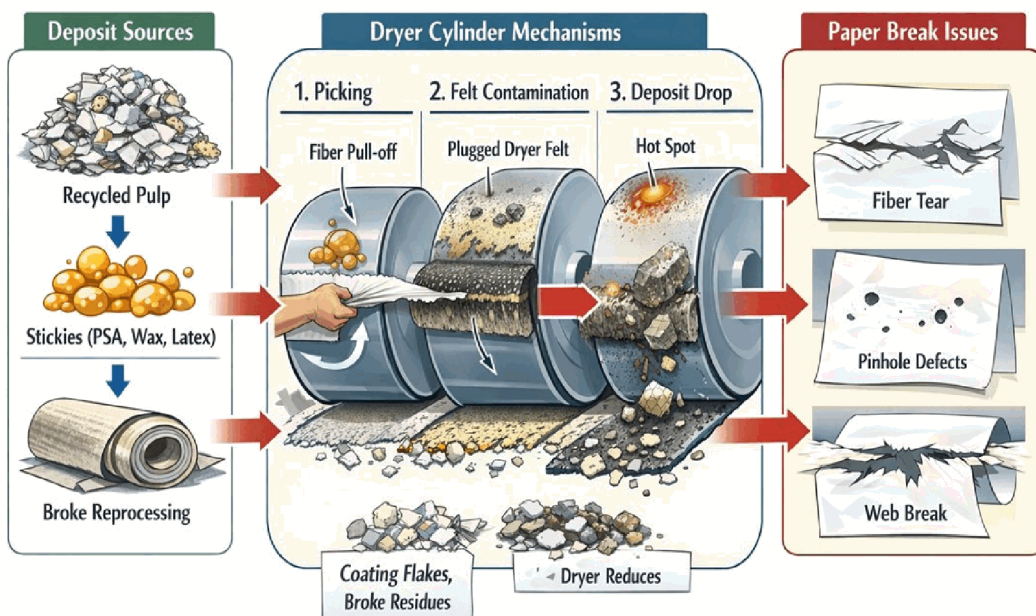 Deposit Sources
Recycled Pulp
Stickies (PSA, Wax, Latex)
Broke Reprocessing
Dryer Cylinder Mechanisms
1. Picking
2. Felt Contamination
3. Deposit Drop
Fiber Pull-off
Plugged Dryer Felt
Hot Spot
Coating Flakes,
Broke Residues
Dryer Reduces
Paper Break Issues
Fiber Tear
Pinhole Defects
Web Break